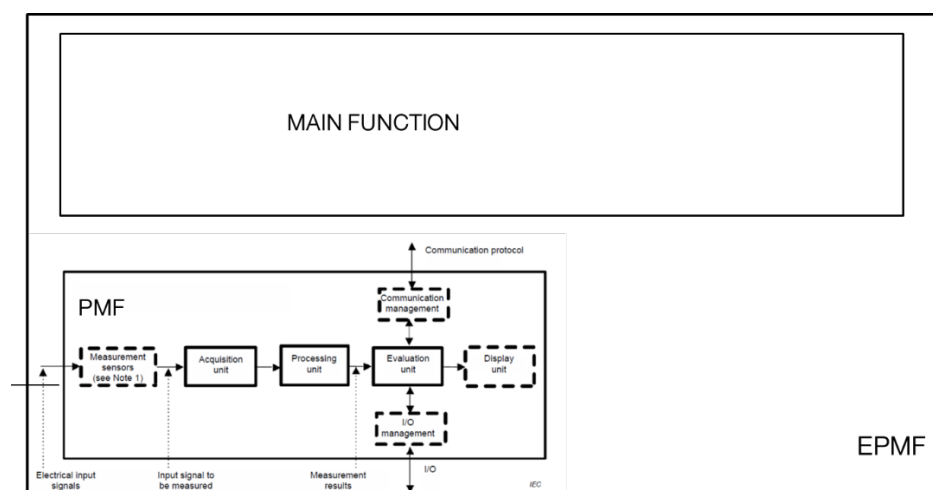 MAIN FUNCTION
Communication protocol
PMF
Communication
management
Measurement
sensors
(see Note 1)
Acquisition
unit
Processing
unit
Evaluation
unit
Display
unit
I/O
management
EPMF
I/O
Electrical input
signals
Input signal to
be measured
Measurement
results
IEC